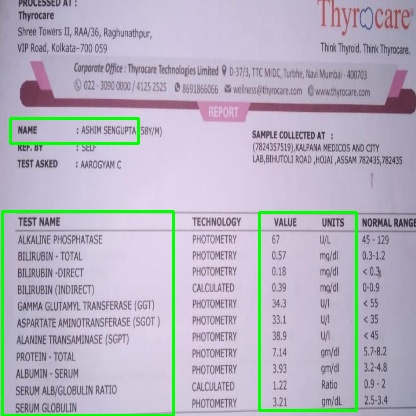 PROCESSED AT :
Thyrocare
Shree Towers II, RAA/36, Raghunathpur,
VIP Road, Kolkata-700 059
Thyrocare
Think Thyroid. Think Thyrocare.
Corporate Office : Thyrocare Technologies Limited D-37/3, TTC MIDC, Turbhe, Navi Mumbai - 400703
022 - 3090 0000 / 4125 2525 8691866066 wellness@thyrocare.com www.thyrocare.com
REPORT
NAME : ASHIM SENGUPTA (58Y/M)
REF. BY : SELF
TEST ASKED : AAROGYAM C
SAMPLE COLLECTED AT :
(7824357519),KALPANA MEDICOS AND CITY
LAB,BIHUTOLI ROAD ,HOJAI ,ASSAM 782435,782435
TEST NAME TECHNOLOGY VALUE UNITS NORMAL RANGE
ALKALINE PHOSPHATASE PHOTOMETRY 67 U/L 45 - 129
BILIRUBIN - TOTAL PHOTOMETRY 0.57 mg/dl 0.3-1.2
BILIRUBIN -DIRECT PHOTOMETRY 0.18 mg/dl < 0.3
BILIRUBIN (INDIRECT) CALCULATED 0.39 mg/dl 0-0.9
GAMMA GLUTAMYL TRANSFERASE (GGT) PHOTOMETRY 34.3 U/l < 55
ASPARTATE AMINOTRANSFERASE (SGOT ) PHOTOMETRY 33.1 U/l < 35
ALANINE TRANSAMINASE (SGPT) PHOTOMETRY 38.9 U/l < 45
PROTEIN - TOTAL PHOTOMETRY 7.14 gm/dl 5.7-8.2
ALBUMIN - SERUM PHOTOMETRY 3.93 gm/dl 3.2-4.8
SERUM ALB/GLOBULIN RATIO CALCULATED 1.22 Ratio 0.9 - 2
SERUM GLOBULIN PHOTOMETRY 3.21 gm/dL 2.5-3.4